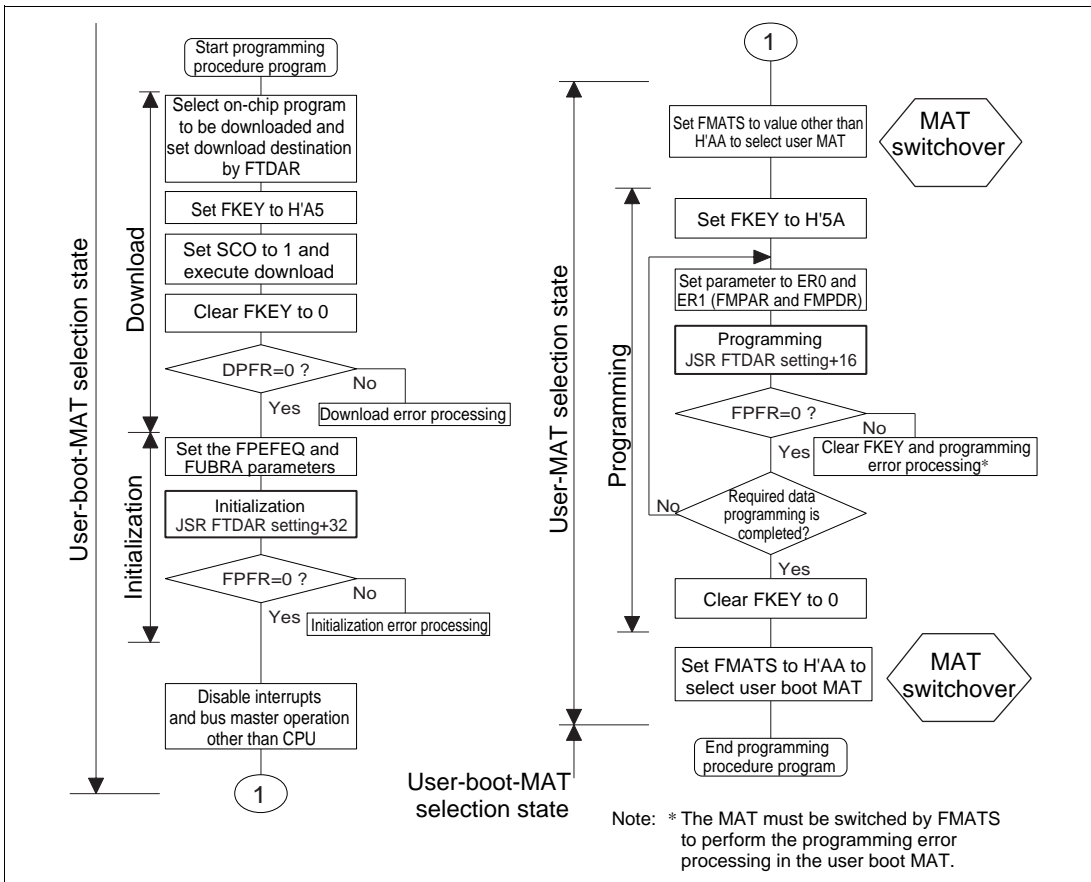 Start programming
procedure program
Select on-chip program
to be downloaded and
set download destination
by FTDAR
Set FKEY to H'A5
Set SCO to 1 and
execute download
Clear FKEY to 0
DPFR=0 ?
No
Yes
Download error processing
Set the FPEFEQ and
FUBRA parameters
Initialization
JSR FTDAR setting+32
FPFR=0 ?
No
Yes
Initialization error processing
Disable interrupts
and bus master operation
other than CPU
1
User-boot-MAT selection state
Download
Initialization
1
Set FMATS to value other than
H'AA to select user MAT
MAT
switchover
Set FKEY to H'5A
Set parameter to ER0 and
ER1 (FMPAR and FMPDR)
Programming
JSR FTDAR setting+16
FPFR=0 ?
No
Yes
Clear FKEY and programming
error processing*
No
Required data
programming is
completed?
Yes
Clear FKEY to 0
Set FMATS to H'AA to
select user boot MAT
MAT
switchover
End programming
procedure program
User-MAT selection state
Programming
User-boot-MAT
selection state
Note: * The MAT must be switched by FMATS
to perform the programming error
processing in the user boot MAT.